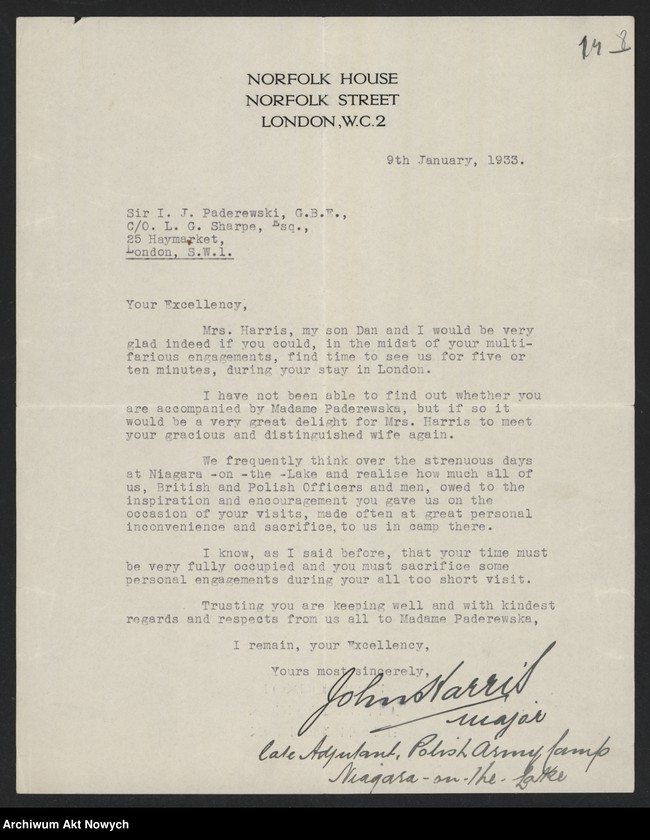 14 8
NORFOLK HOUSE
NORFOLK STREET
LONDON, W.C.2
9th January, 1933.
Sir I. J. Paderewski, G.B.E.,
C/O. L. G. Sharpe, Esq.,
25 Haymarket,
London, S.W.1.
Your Excellency,
Mrs. Harris, my son Dan and I would be very
glad indeed if you could, in the midst of your multi-
farious engagements, find time to see us for five or
ten minutes, during your stay in London.
I have not been able to find out whether you
are accompanied by Madame Paderewska, but if so it
would be a very great delight for Mrs. Harris to meet
your gracious and distinguished wife again.
We frequently think over the strenuous days
at Niagara -on -the -Lake and realise how much all of
us, British and Polish Officers and men, owed to the
inspiration and encouragement you gave us on the
occasion of your visits, made often at great personal
inconvenience and sacrifice, to us in camp there.
I know, as I said before, that your time must
be very fully occupied and you must sacrifice some
personal engagements during your all too short visit.
Trusting you are keeping well and with kindest
regards and respects from us all to Madame Paderewska,
I remain, your Excellency,
Yours most sincerely,
John Harris
major
late Adjutant, Polish Army Camp
Niagara-on-the-Lake
Archiwum Akt Nowych